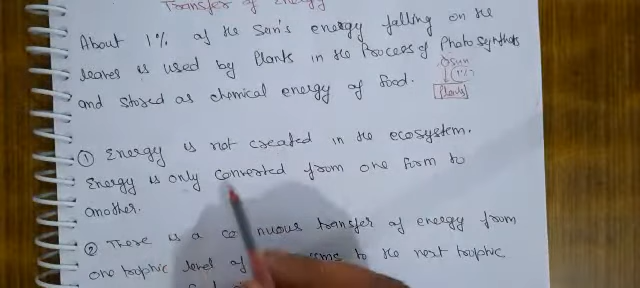 Transfer of Energy
About 1% of the Sun's energy falling on the
leaves is used by Plants in the Process of Photosynthesis
and stored as chemical energy of food.
Sun
(1%)
Plants
① Energy is not created in the ecosystem.
Energy is only converted from one form to
another.
② There is a continuous transfer of energy from
one trophic level of to the next trophic